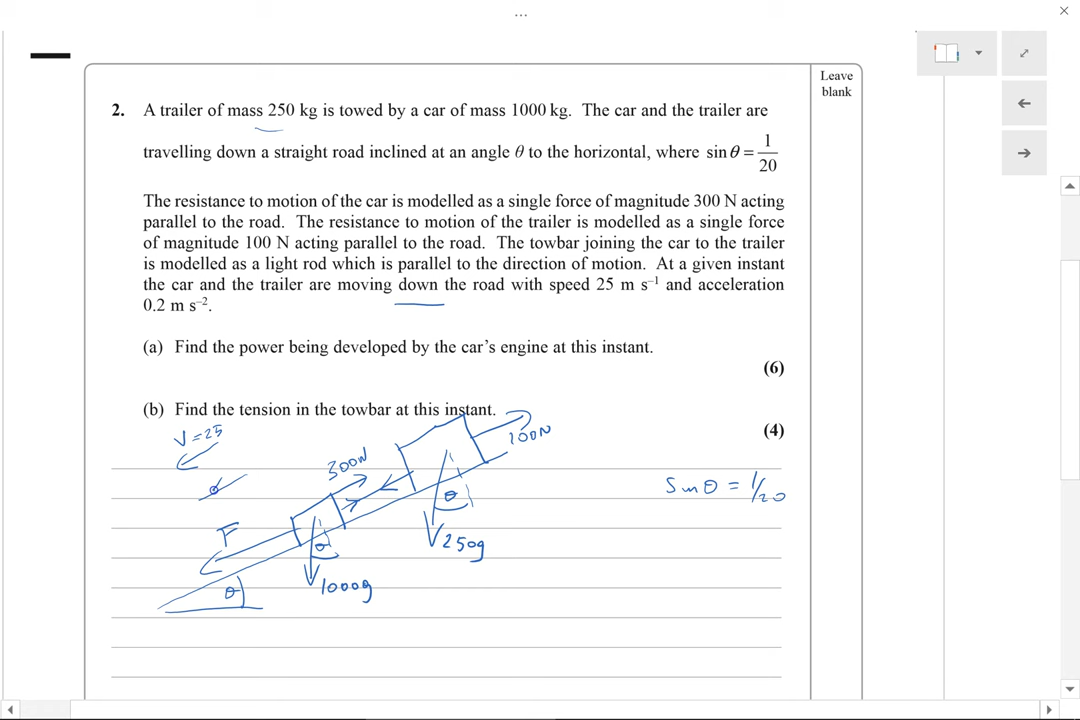 Leave
blank
2. A trailer of mass 250 kg is towed by a car of mass 1000 kg. The car and the trailer are
travelling down a straight road inclined at an angle θ to the horizontal, where sin θ = 1/20
The resistance to motion of the car is modelled as a single force of magnitude 300 N acting
parallel to the road. The resistance to motion of the trailer is modelled as a single force
of magnitude 100 N acting parallel to the road. The towbar joining the car to the trailer
is modelled as a light rod which is parallel to the direction of motion. At a given instant
the car and the trailer are moving down the road with speed 25 m s⁻¹ and acceleration
0.2 m s⁻².
(a) Find the power being developed by the car's engine at this instant.
(6)
(b) Find the tension in the towbar at this instant.
(4)
V = 25
300N
100N
Sinθ = 1/20
F
θ
θ
θ
250g
1000g